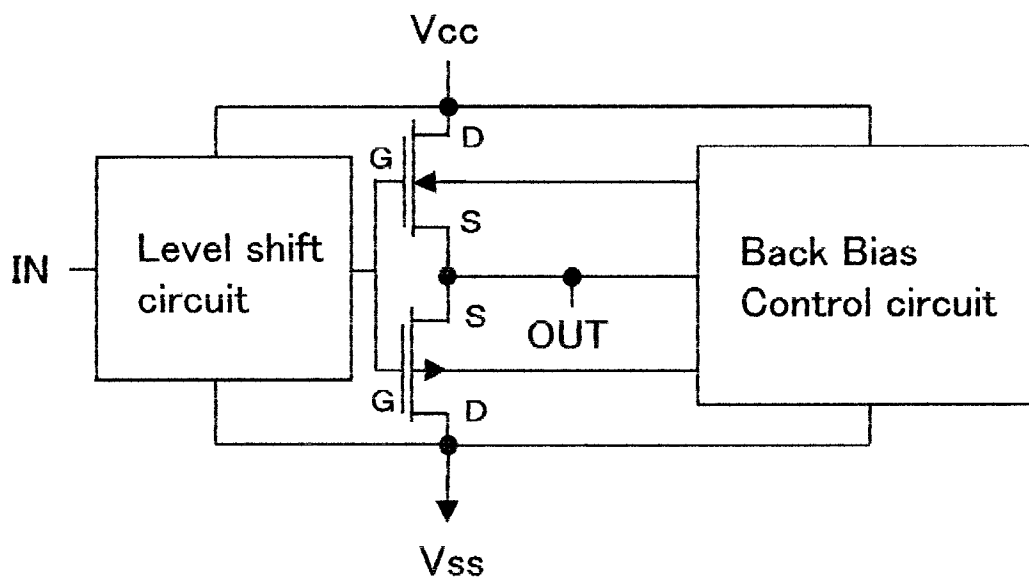 Vcc
D
G
S
Level shift
circuit
IN
Back Bias
Control circuit
S
OUT
G
D
Vss